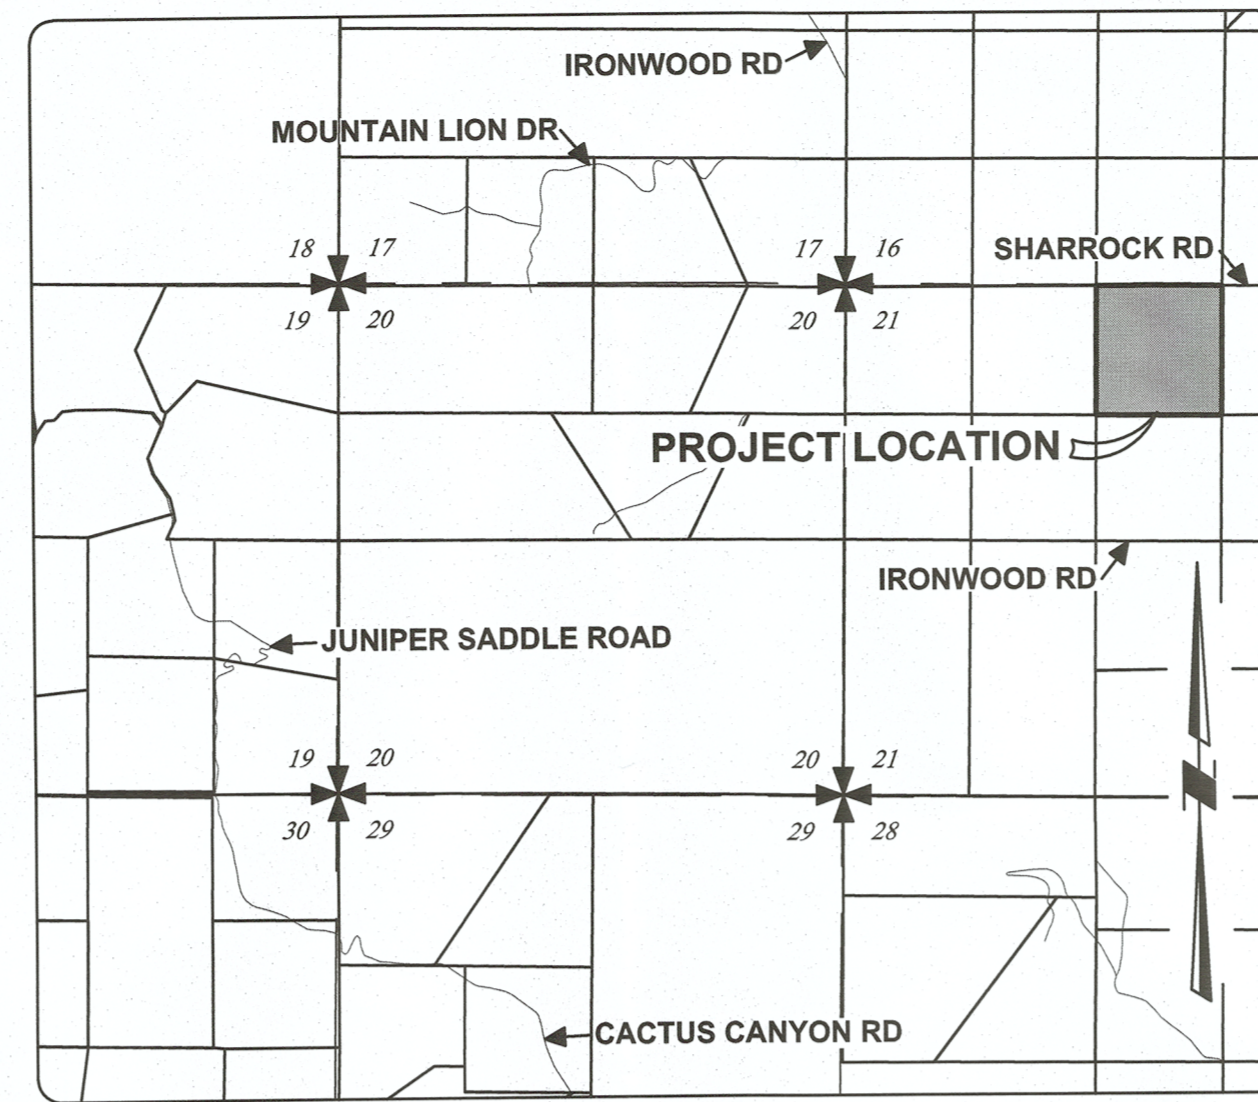 IRONWOOD RD
MOUNTAIN LION DR
18 17
17 16
SHARROCK RD
19 20
20 21
PROJECT LOCATION
IRONWOOD RD
JUNIPER SADDLE ROAD
19 20
20 21
30 29
29 28
N
CACTUS CANYON RD